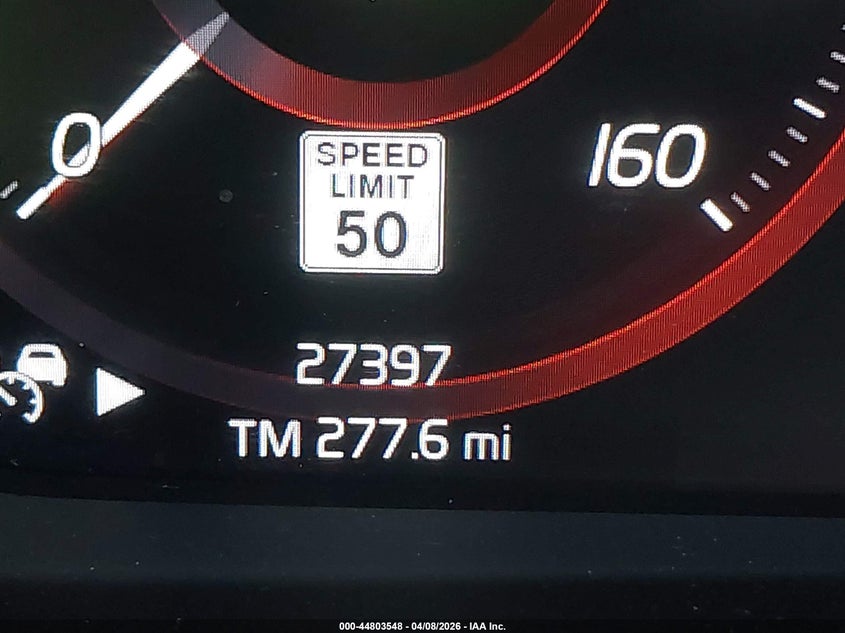 0
160
SPEED
LIMIT
50
27397
TM 277.6 mi
000-44803548 - 04/08/2026 - IAA Inc.